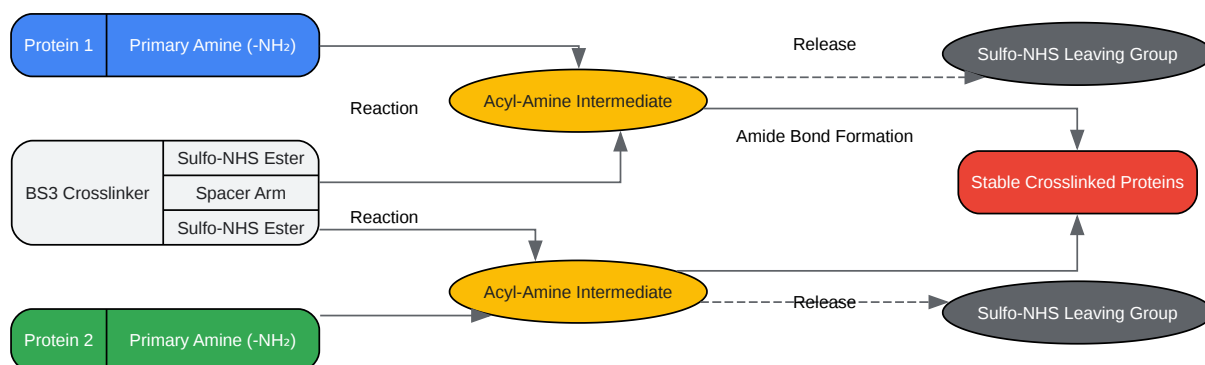 Protein 1
Primary Amine (-NH₂)
Release
Sulfo-NHS Leaving Group
Reaction
Acyl-Amine Intermediate
Amide Bond Formation
BS3 Crosslinker
Sulfo-NHS Ester
Spacer Arm
Sulfo-NHS Ester
Stable Crosslinked Proteins
Reaction
Acyl-Amine Intermediate
Release
Sulfo-NHS Leaving Group
Protein 2
Primary Amine (-NH₂)